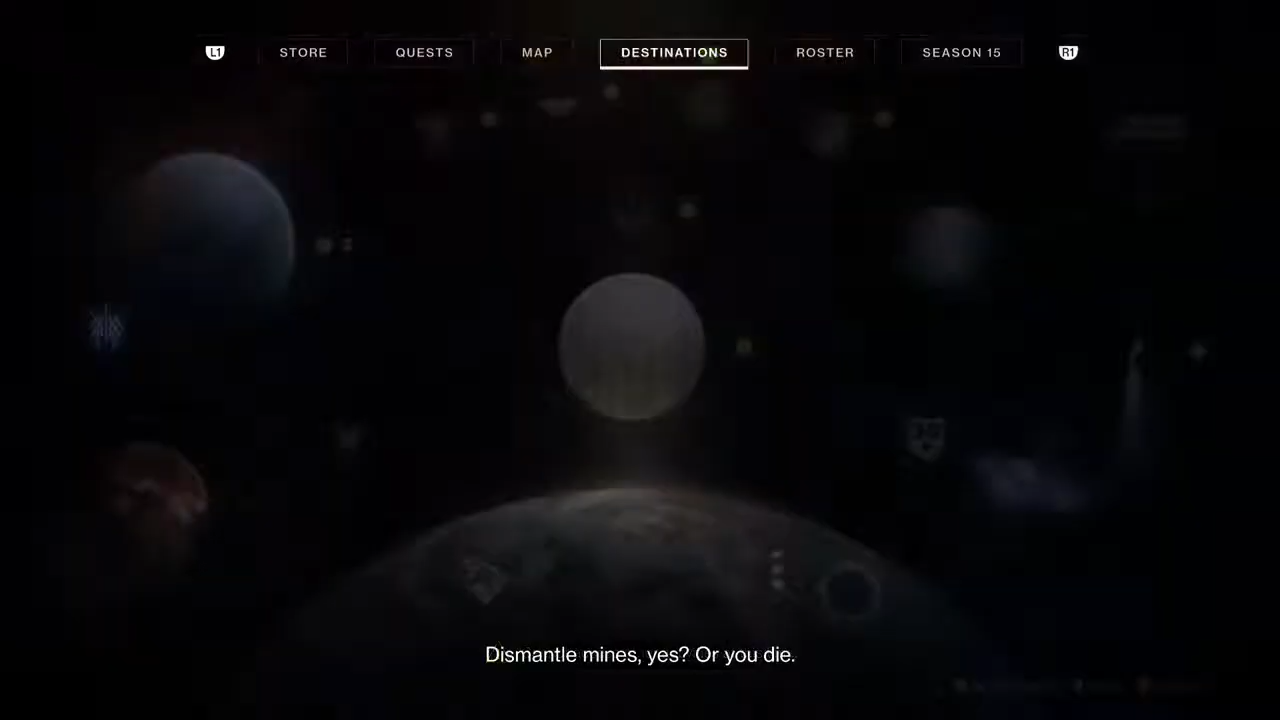 L1
STORE
QUESTS
MAP
DESTINATIONS
ROSTER
SEASON 15
R1
Dismantle mines, yes? Or you die.